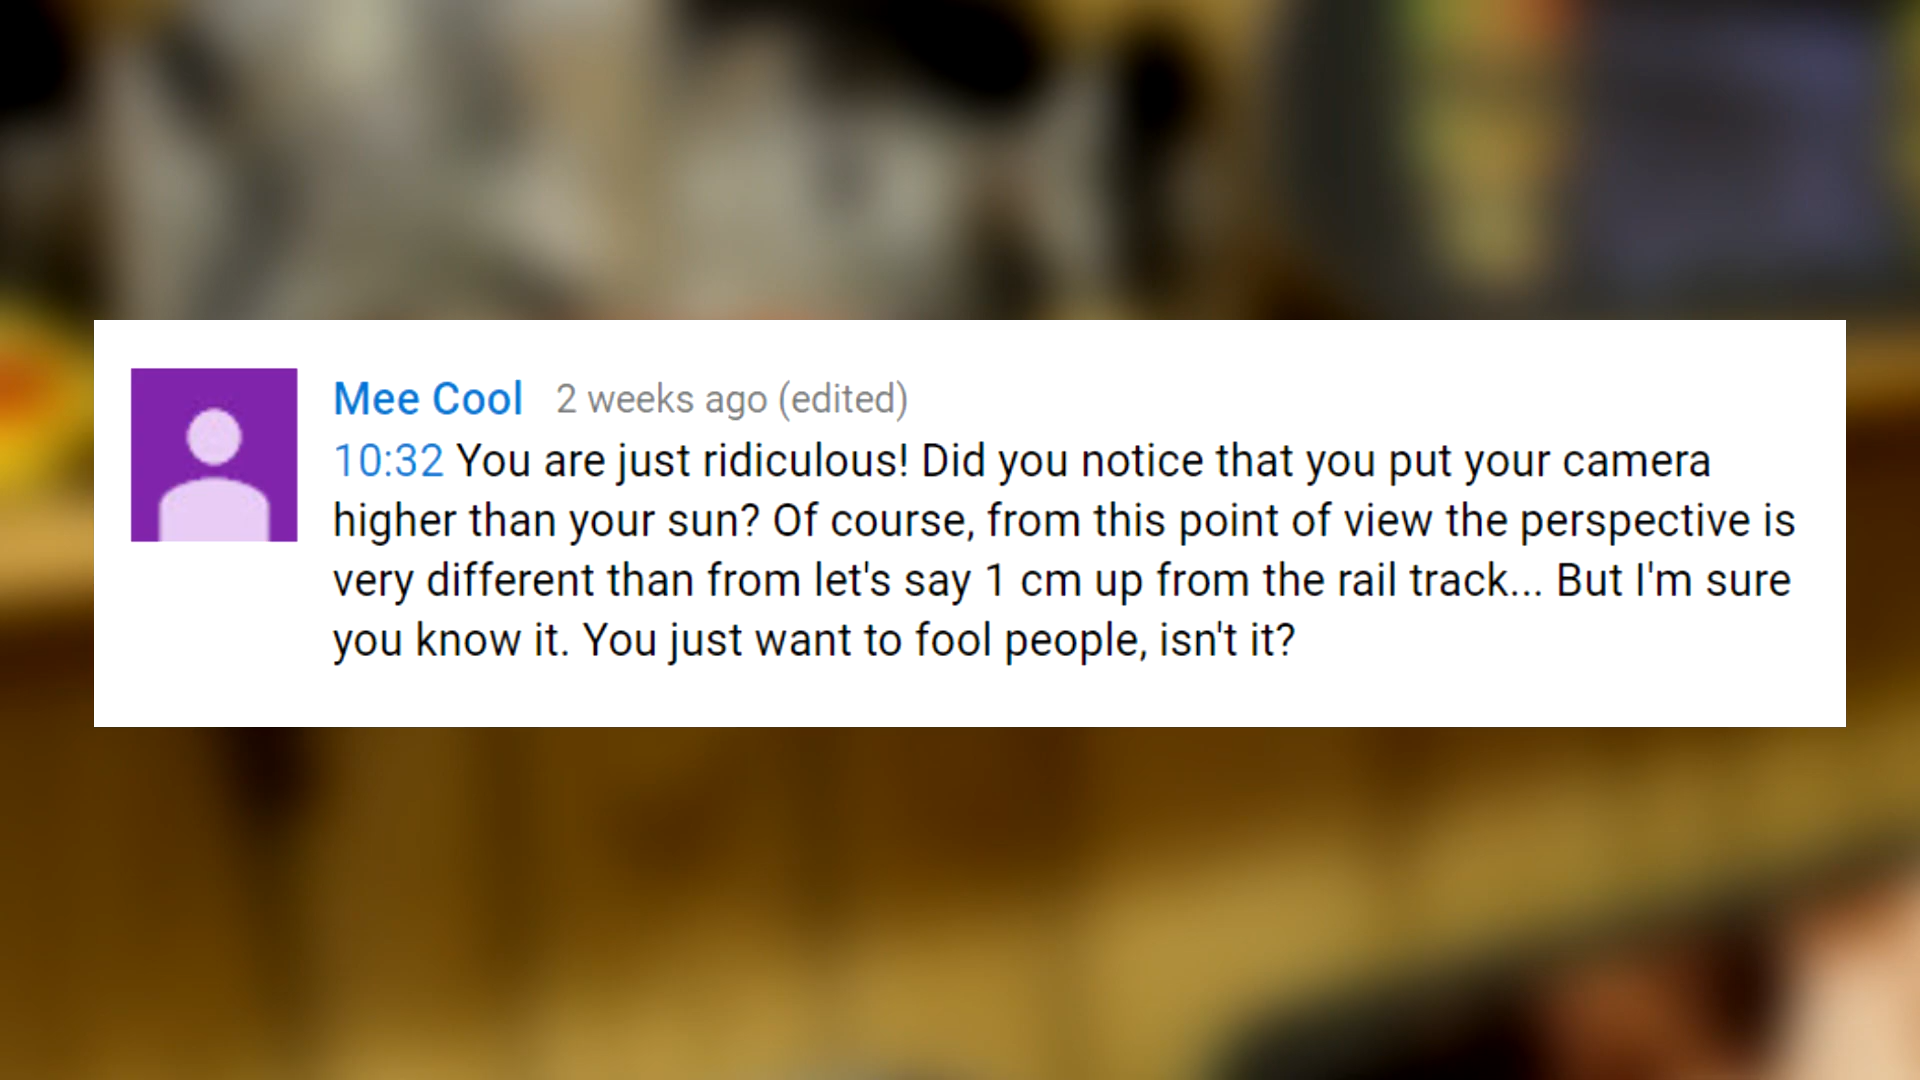 Mee Cool 2 weeks ago (edited)
10:32 You are just ridiculous! Did you notice that you put your camera
higher than your sun? Of course, from this point of view the perspective is
very different than from let's say 1 cm up from the rail track... But I'm sure
you know it. You just want to fool people, isn't it?